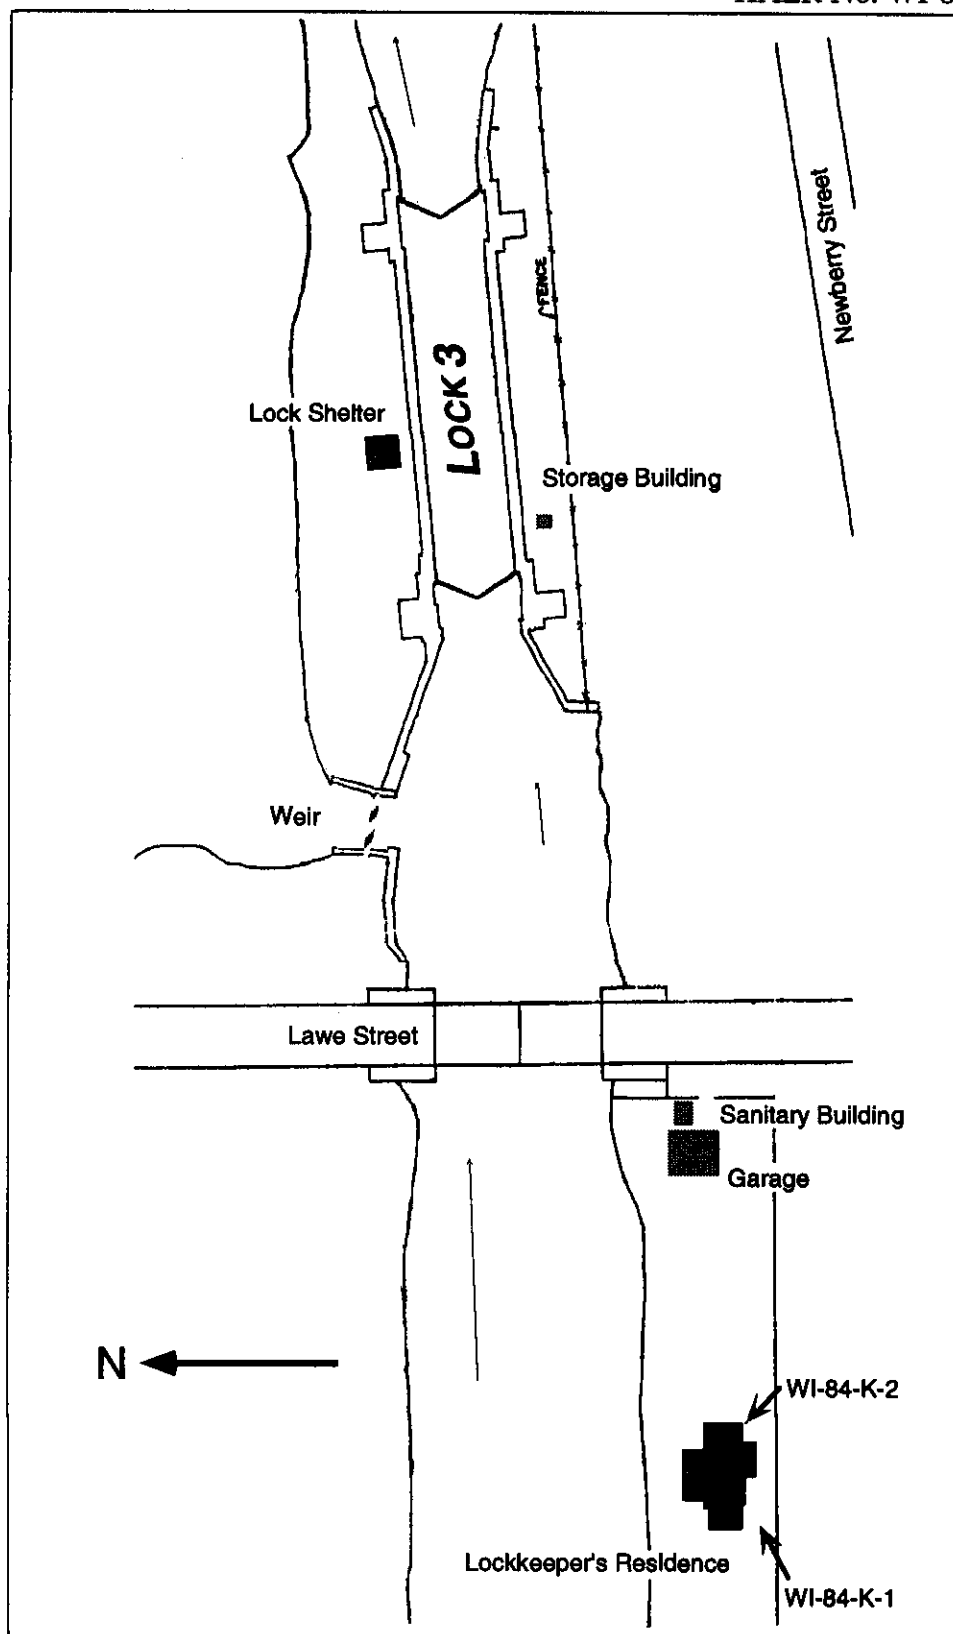 Newberry Street
FENCE
LOCK 3
Lock Shelter
Storage Building
Weir
Lawe Street
Sanitary Building
Garage
N
WI-84-K-2
Lockkeeper's Residence
WI-84-K-1